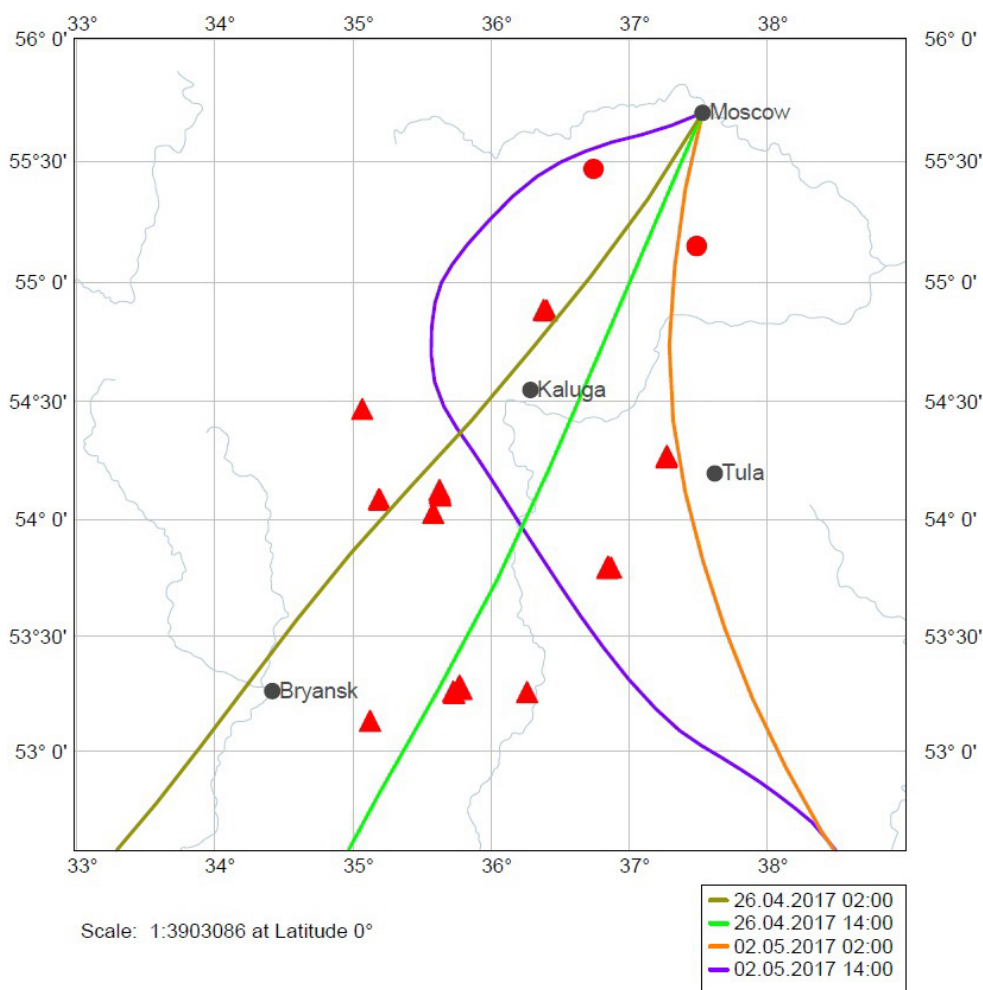 33° 34° 35° 36° 37° 38°
56° 0' 56° 0'
Moscow
55°30' 55°30'
55° 0' 55° 0'
Kaluga
54°30' 54°30'
Tula
54° 0' 54° 0'
53°30' 53°30'
Bryansk
53° 0' 53° 0'
33° 34° 35° 36° 37° 38°
26.04.2017 02:00
26.04.2017 14:00
Scale: 1:3903086 at Latitude 0°
02.05.2017 02:00
02.05.2017 14:00